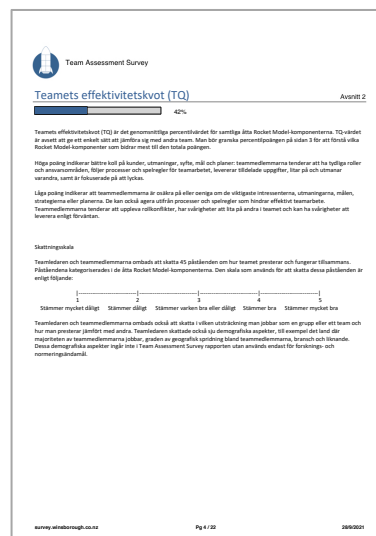 Team Assessment Survey
Teamets effektivitetskvot (TQ)
Avsnitt 2
42%
Teamets effektivitetskvot (TQ) är det genomsnittliga percentilvärdet för samtliga åtta Rocket Model-komponenterna. TQ-värdet
är avsett att ge ett enkelt sätt att jämföra sig med andra team. Man bör granska percentilpoängen på sidan 3 för att förstå vilka
Rocket Model-komponenter som bidrar mest till den totala poängen.
Höga poäng indikerar bättre koll på kunder, utmaningar, syfte, mål och planer: teammedlemmarna tenderar att ha tydliga roller
och ansvarsområden, följer processer och spelregler för teamarbetet, levererar tilldelade uppgifter, litar på och utmanar
varandra, samt är fokuserade på att lyckas.
Låga poäng indikerar att teammedlemmarna är osäkra på eller oeniga om de viktigaste intressenterna, utmaningarna, målen,
strategierna eller planerna. De kan också agera utifrån processer och spelregler som hindrar effektivt teamarbete.
Teammedlemmarna tenderar att uppleva rollkonflikter, har svårigheter att lita på andra i teamet och kan ha svårigheter att
leverera enligt förväntan.
Skattningsskala
Teamledaren och teammedlemmarna ombads att skatta 45 påståenden om hur teamet presterar och fungerar tillsammans.
Påståendena kategoriserades i de åtta Rocket Model-komponenterna. Den skala som användes för att skatta dessa påståenden är
enligt följande:
|--------------------|--------------------|--------------------|--------------------|
1 2 3 4 5
Stämmer mycket dåligt Stämmer dåligt Stämmer varken bra eller dåligt Stämmer bra Stämmer mycket bra
Teamledaren och teammedlemmarna ombads också att skatta i vilken utsträckning man jobbar som en grupp eller ett team och
hur man presterar jämfört med andra. Teamledaren skattade också sju demografiska aspekter, till exempel det land där
majoriteten av teammedlemmarna jobbar, graden av geografisk spridning bland teammedlemmarna, bransch och liknande.
Dessa demografiska aspekter ingår inte i Team Assessment Survey rapporten utan används endast för forsknings- och
normeringsändamål.
survey.winsborough.co.nz
Pg 4 / 22
28/9/2021